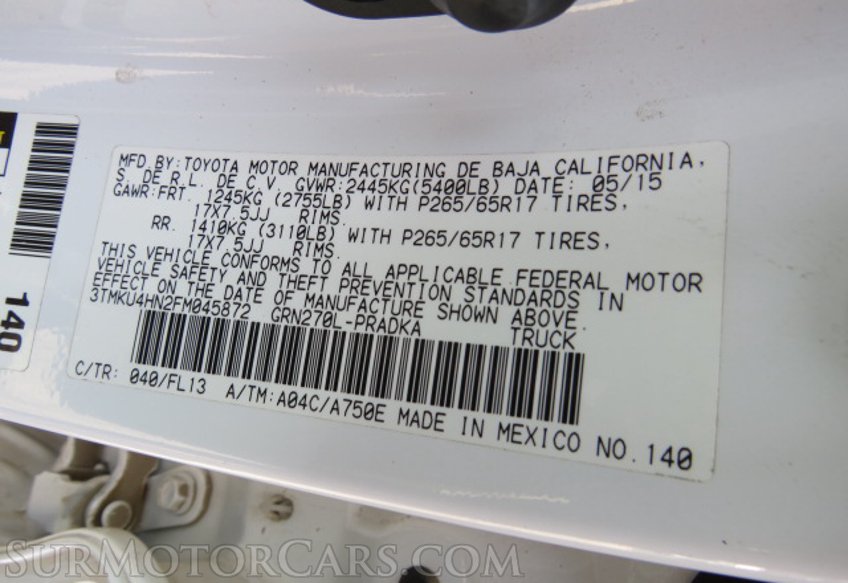 MFD.BY:TOYOTA MOTOR MANUFACTURING DE BAJA CALIFORNIA,
S. DE R.L. DE C.V. GVWR:2445KG(5400LB) DATE: 05/15
GAWR:FRT. 1245KG (2755LB) WITH P265/65R17 TIRES,
17X7.5JJ RIMS.
RR. 1410KG (3110LB) WITH P265/65R17 TIRES,
17X7.5JJ RIMS.
THIS VEHICLE CONFORMS TO ALL APPLICABLE FEDERAL MOTOR
VEHICLE SAFETY AND THEFT PREVENTION STANDARDS IN
EFFECT ON THE DATE OF MANUFACTURE SHOWN ABOVE.
3TMKU4HN2FM045872 GRN270L-PRADKA TRUCK
C/TR: 040/FL13 A/TM:A04C/A750E MADE IN MEXICO NO.140
140
SURMOTORCARS.COM